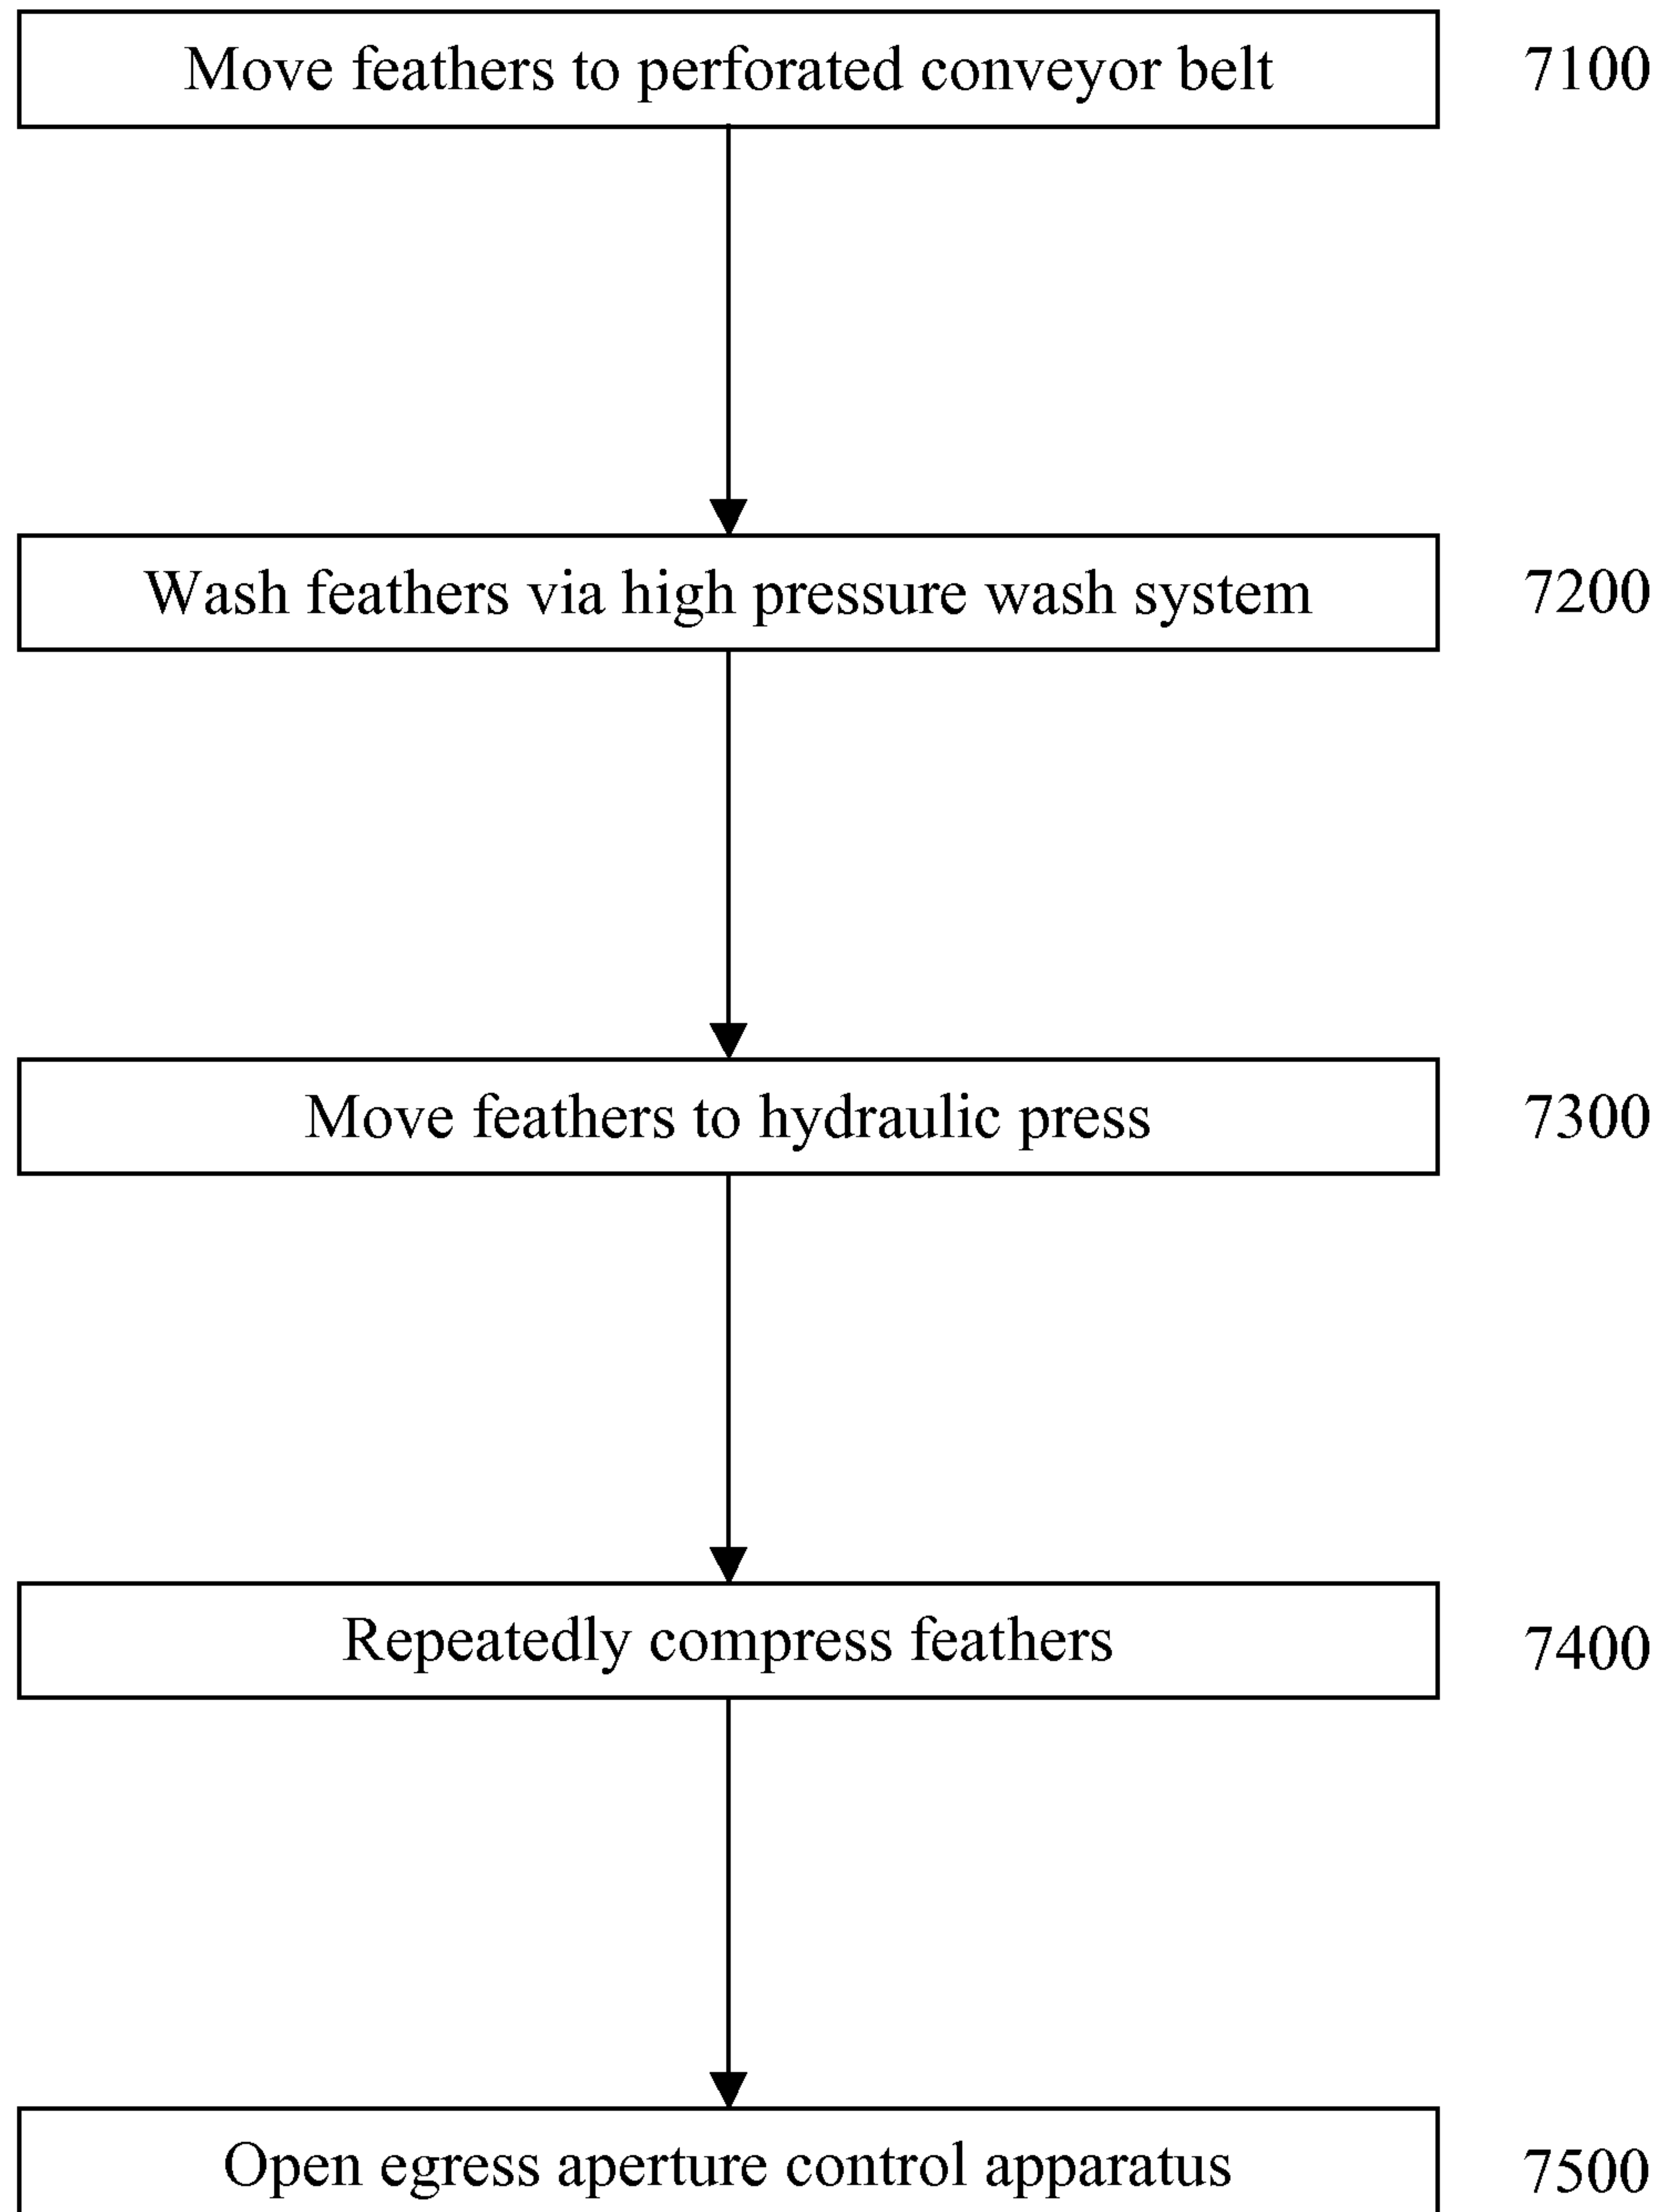 Move feathers to perforated conveyor belt 7100
Wash feathers via high pressure wash system 7200
Move feathers to hydraulic press 7300
Repeatedly compress feathers 7400
Open egress aperture control apparatus 7500